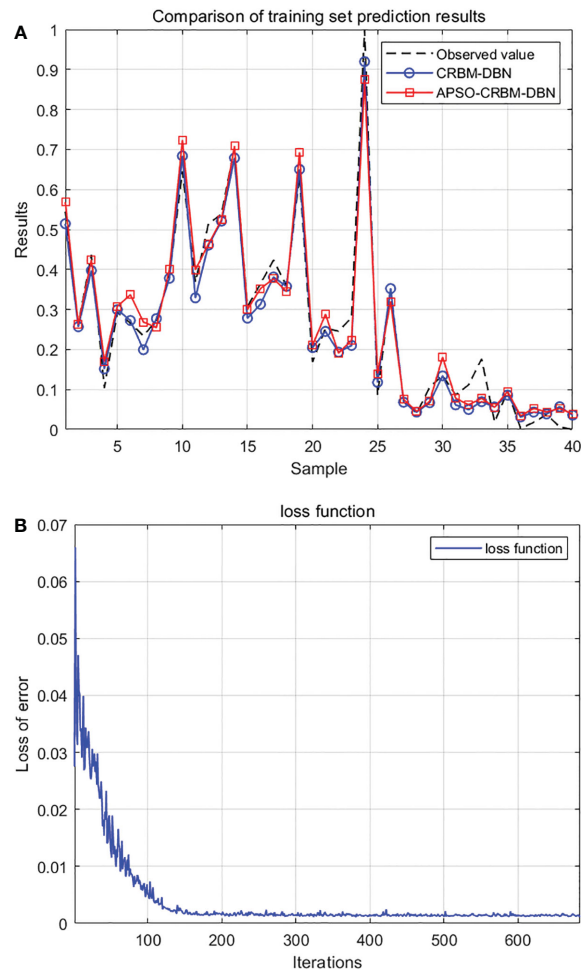 A
Comparison of training set prediction results
Observed value
CRBM-DBN
APSO-CRBM-DBN
Results
1
0.9
0.8
0.7
0.6
0.5
0.4
0.3
0.2
0.1
0
5 10 15 20 25 30 35 40
Sample
B
loss function
loss function
Loss of error
0.07
0.06
0.05
0.04
0.03
0.02
0.01
0
100 200 300 400 500 600
Iterations